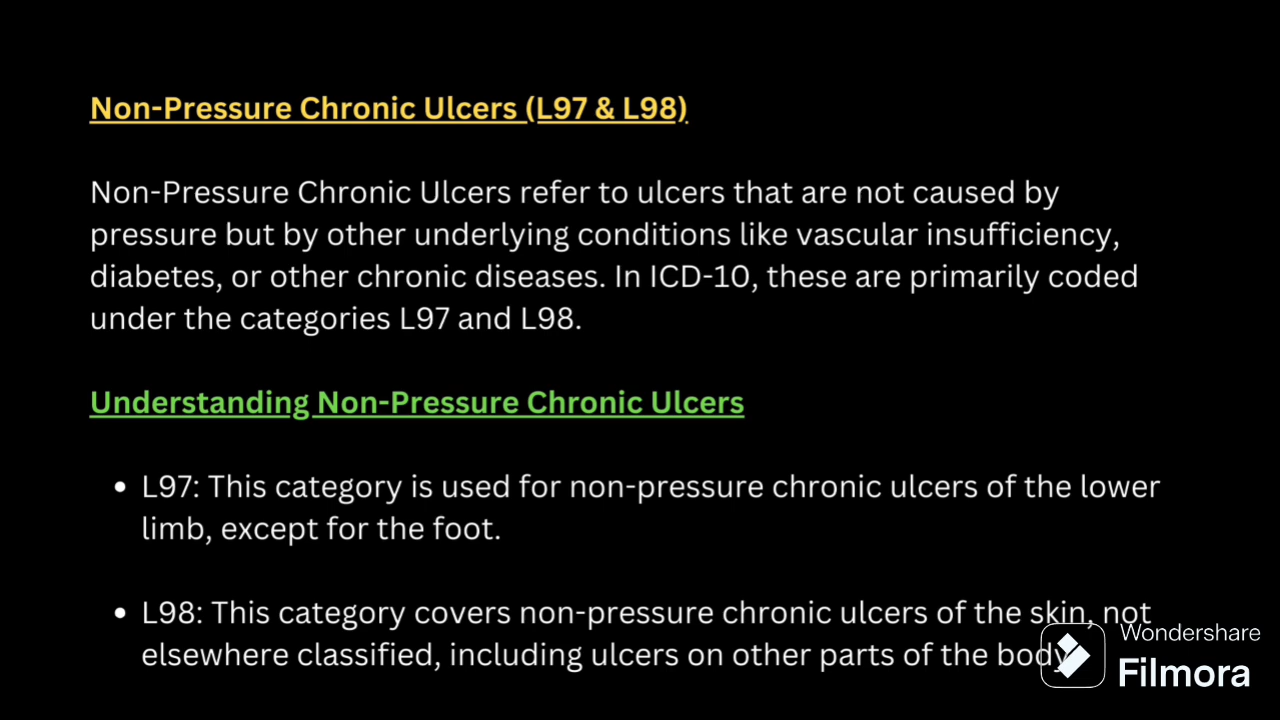 Non-Pressure Chronic Ulcers (L97 & L98)
Non-Pressure Chronic Ulcers refer to ulcers that are not caused by
pressure but by other underlying conditions like vascular insufficiency,
diabetes, or other chronic diseases. In ICD-10, these are primarily coded
under the categories L97 and L98.
Understanding Non-Pressure Chronic Ulcers
• L97: This category is used for non-pressure chronic ulcers of the lower
limb, except for the foot.
• L98: This category covers non-pressure chronic ulcers of the skin, not
elsewhere classified, including ulcers on other parts of the body
Wondershare
Filmora